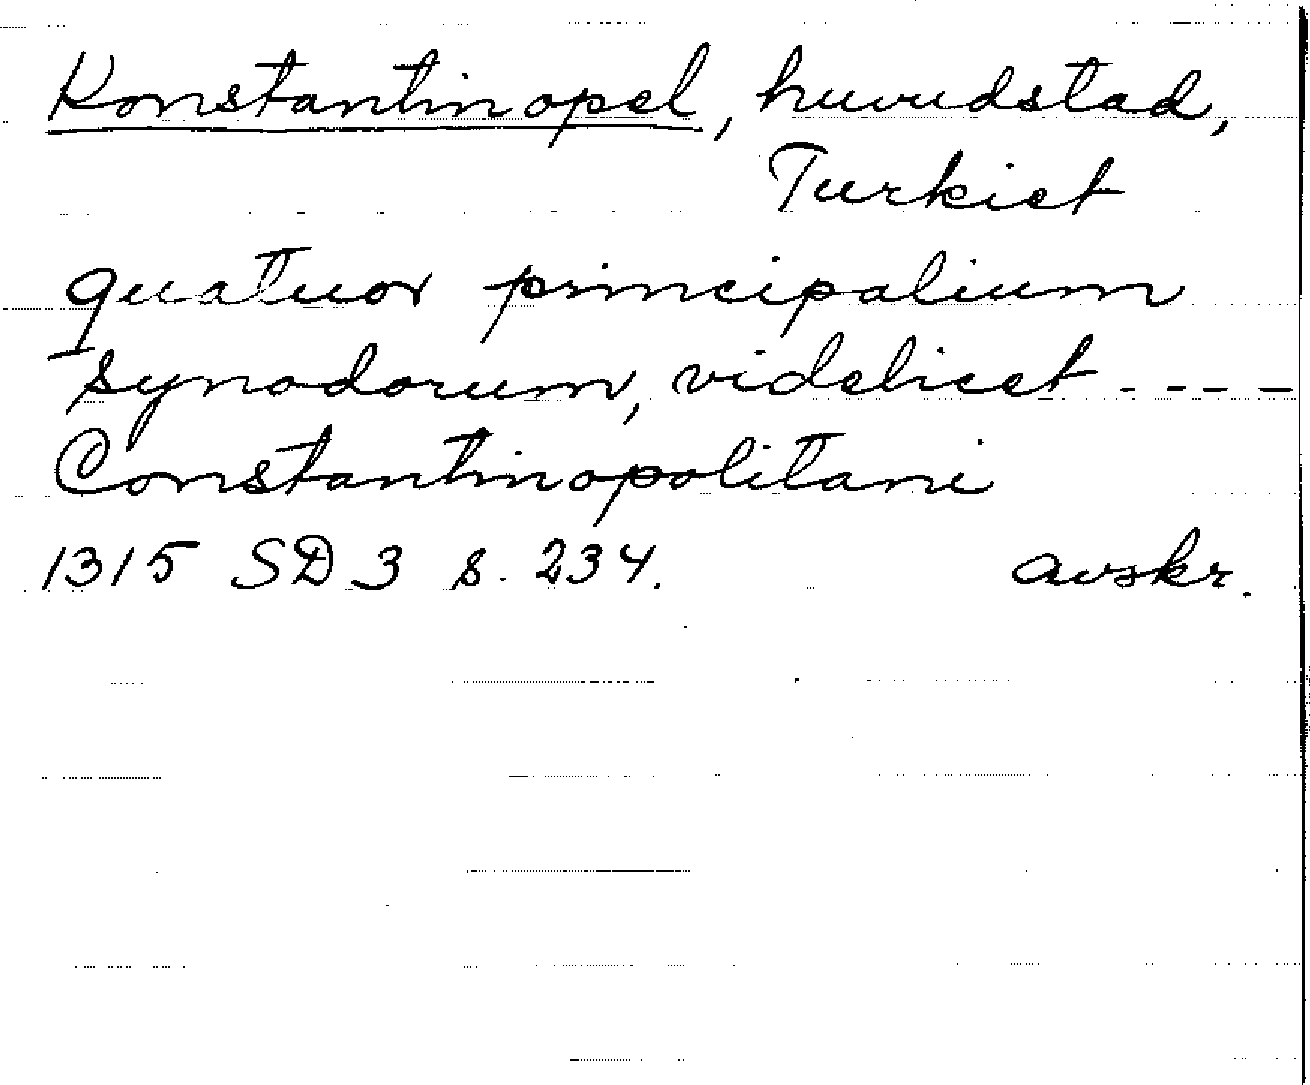 Konstantinopel, huvudstad,
Turkiet
quatuor principalium
synodorum, videlicet ----
Constantinopolitani
1315 SD 3 s. 234. avskr.